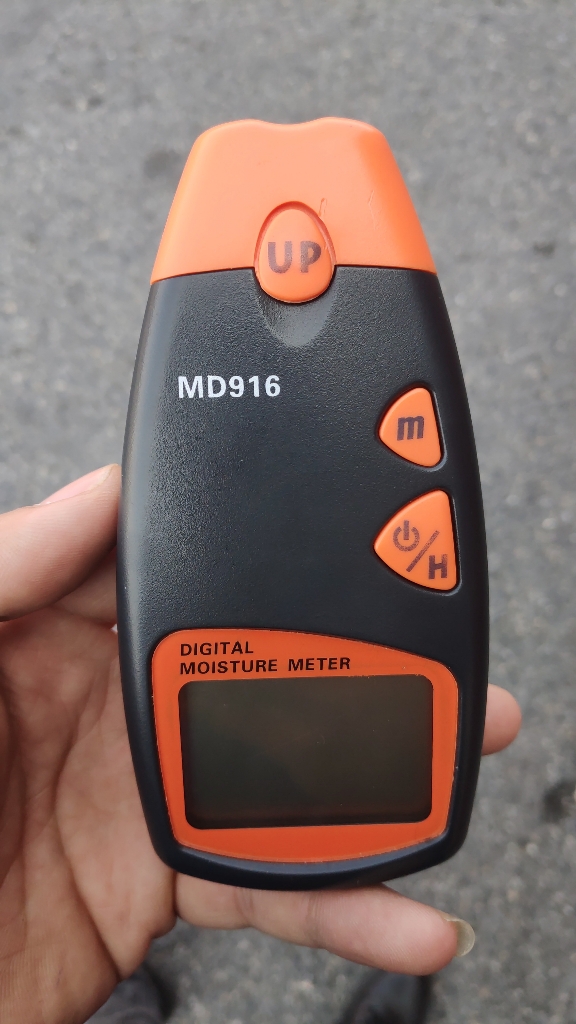 UP
MD916
m
⏻/H
DIGITAL
MOISTURE METER